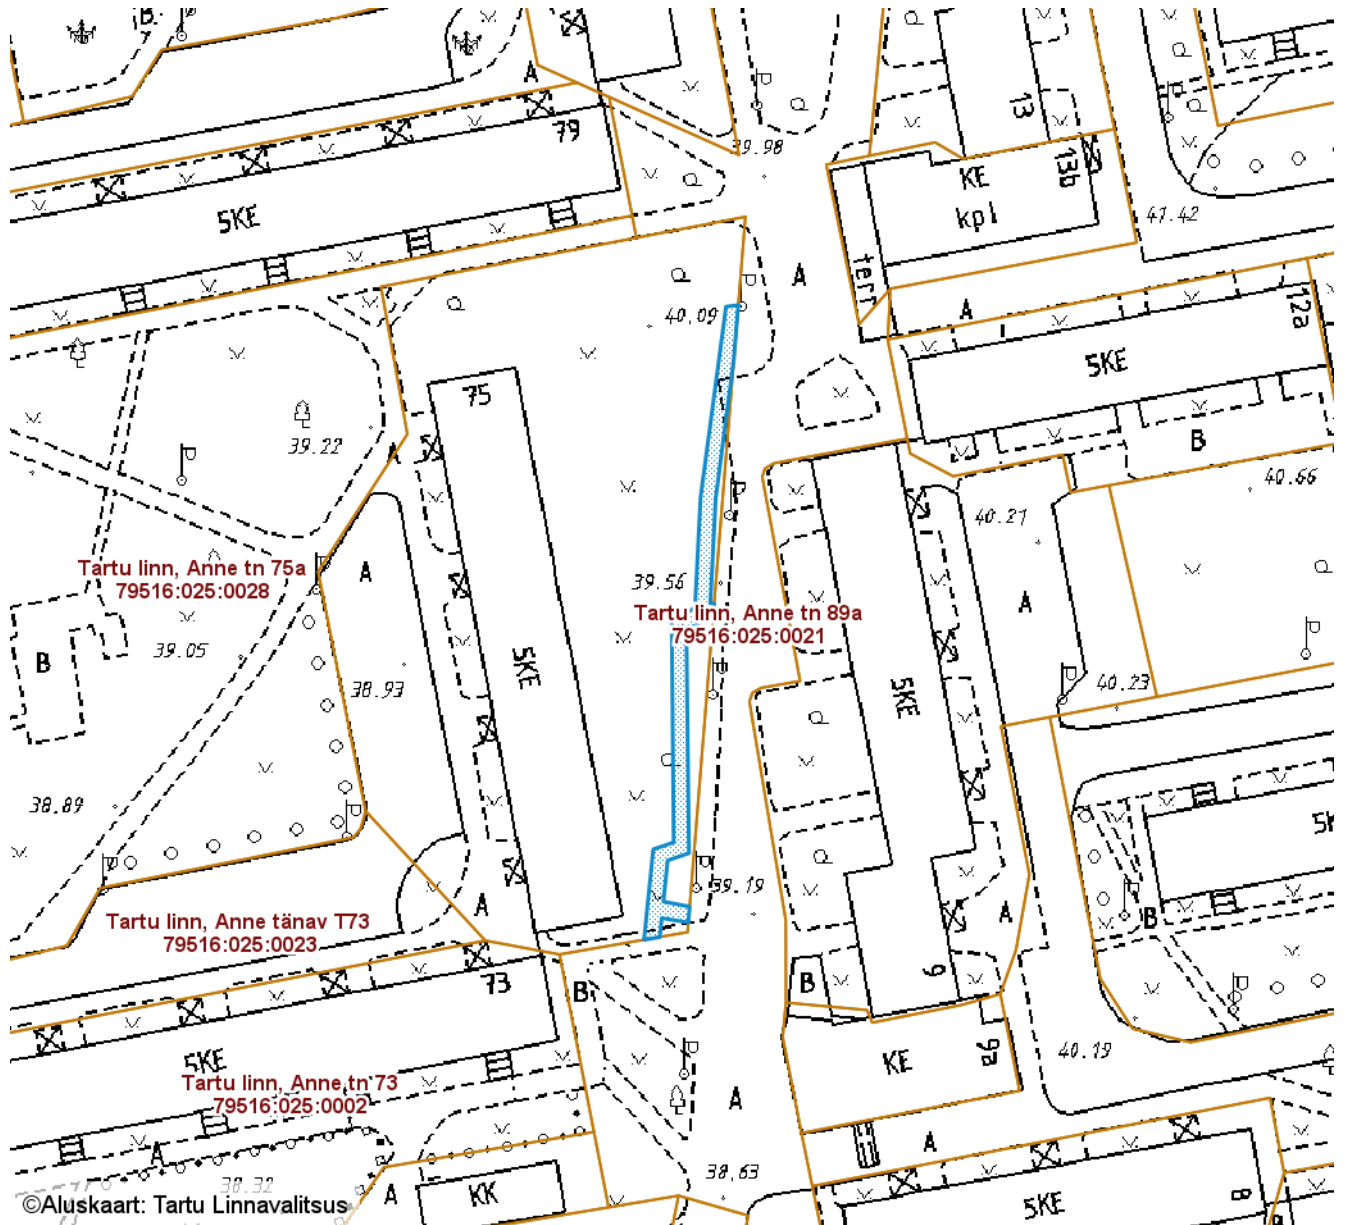 B
A
79
39.98
13
13b
KE
kpl
ter
41.42
5KE
A
A
12a
40.09
75
5KE
39.22
A
B
40.66
40.21
Tartu linn, Anne tn 75a
79516:025:0028
A
39.56
Tartu linn, Anne tn 89a
79516:025:0021
A
39.05
B
5KE
38.93
5KE
40.23
38.89
39.19
Tartu linn, Anne tänav T73
79516:025:0023
A
A
B
73
B
B
9
5KE
KE
9a
40.19
Tartu linn, Anne tn 73
79516:025:0002
A
A
A
38.63
38.32
A
KK
5KE
8
©Aluskaart: Tartu Linnavalitsus